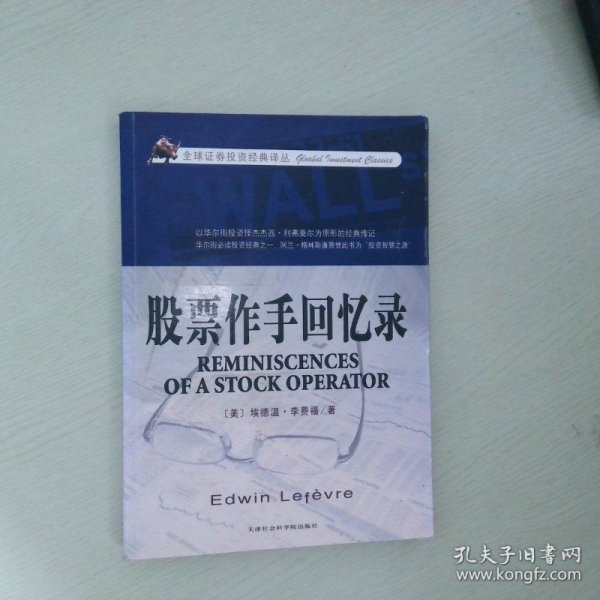 全球证券投资经典译丛 Gloabal Investment Classics
WALL S
以华尔街投资怪杰杰西·利弗莫尔为原形的经典传记
华尔街必读投资经典之一，阿兰·格林斯潘赞誉此书为“投资智慧之源”
股票作手回忆录
REMINISCENCES
OF A STOCK OPERATOR
〔美〕埃德温·李费福/著
Edwin Lefèvre
天津社会科学院出版社
孔夫子旧书网
www.kongfz.com